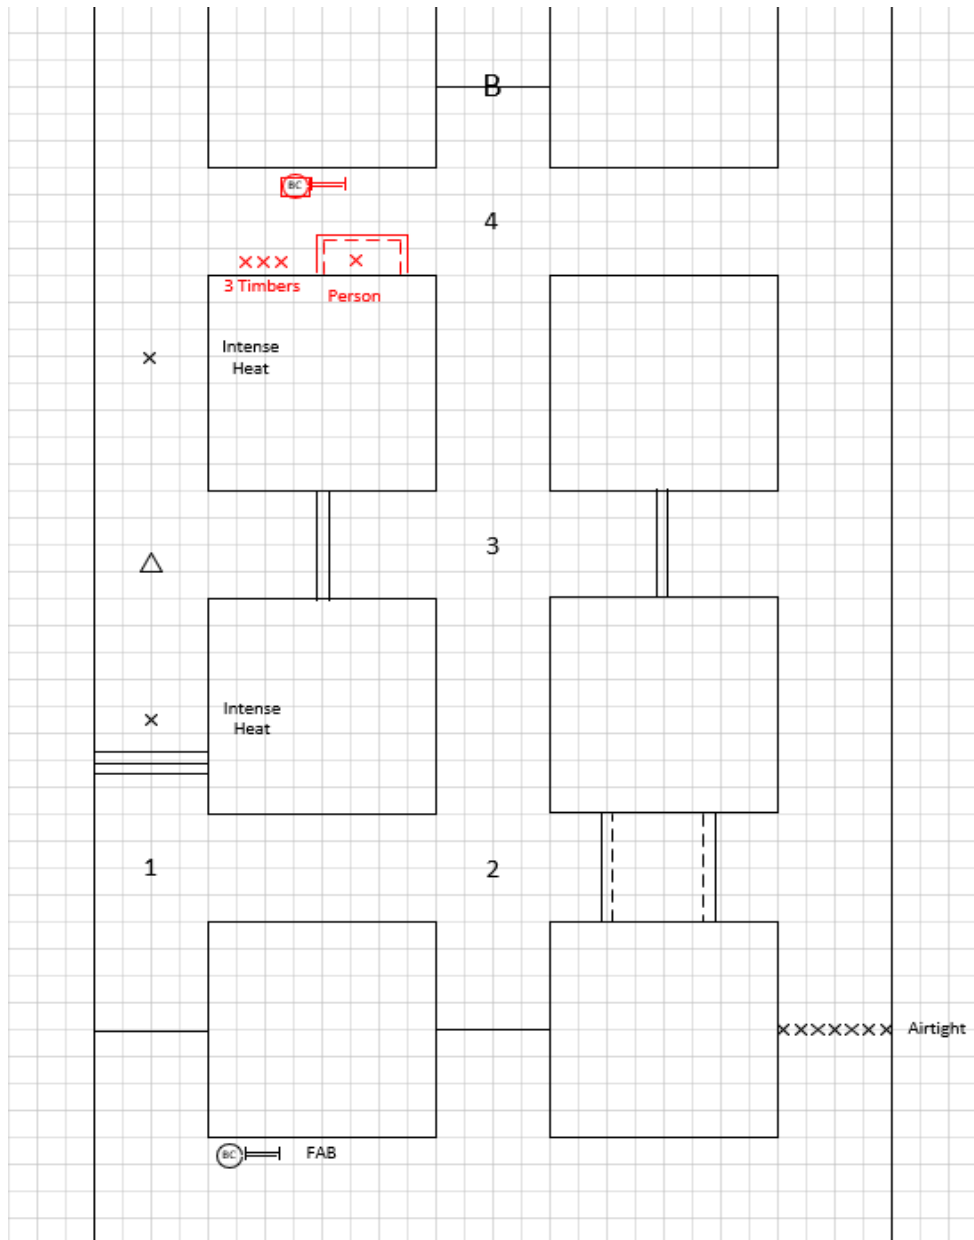 B
BC
4
3 Timbers
Person
Intense
Heat
3
Intense
Heat
1
2
Airtight
BC
FAB